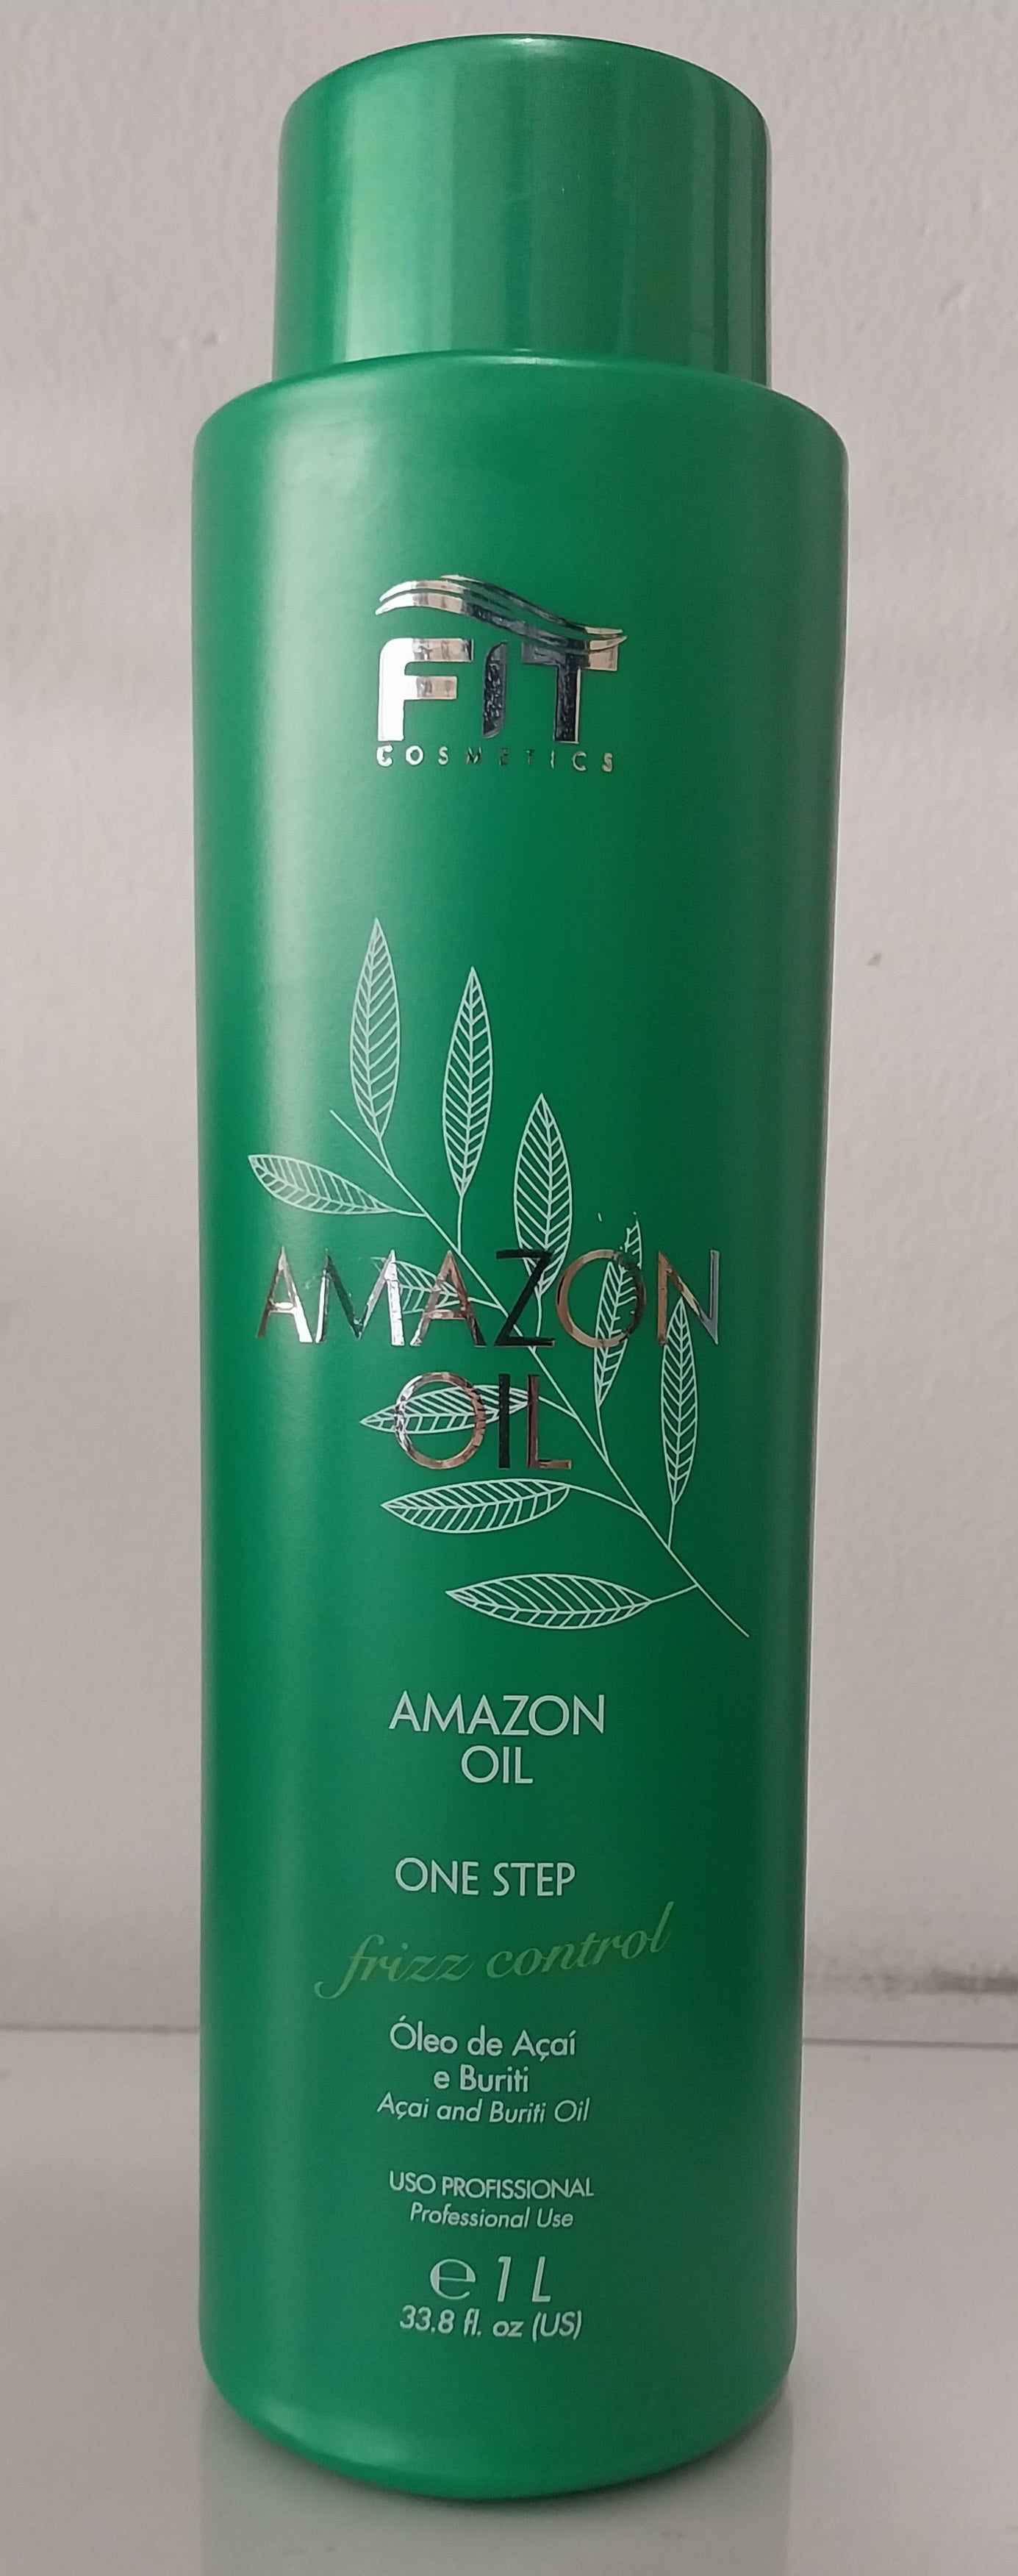 FIT
COSMETICS
AMAZON
OIL
AMAZON
OIL
ONE STEP
frizz control
Óleo de Açaí
e Buriti
Açai and Buriti Oil
USO PROFISSIONAL
Professional Use
℮ 1 L
33.8 fl. oz (US)